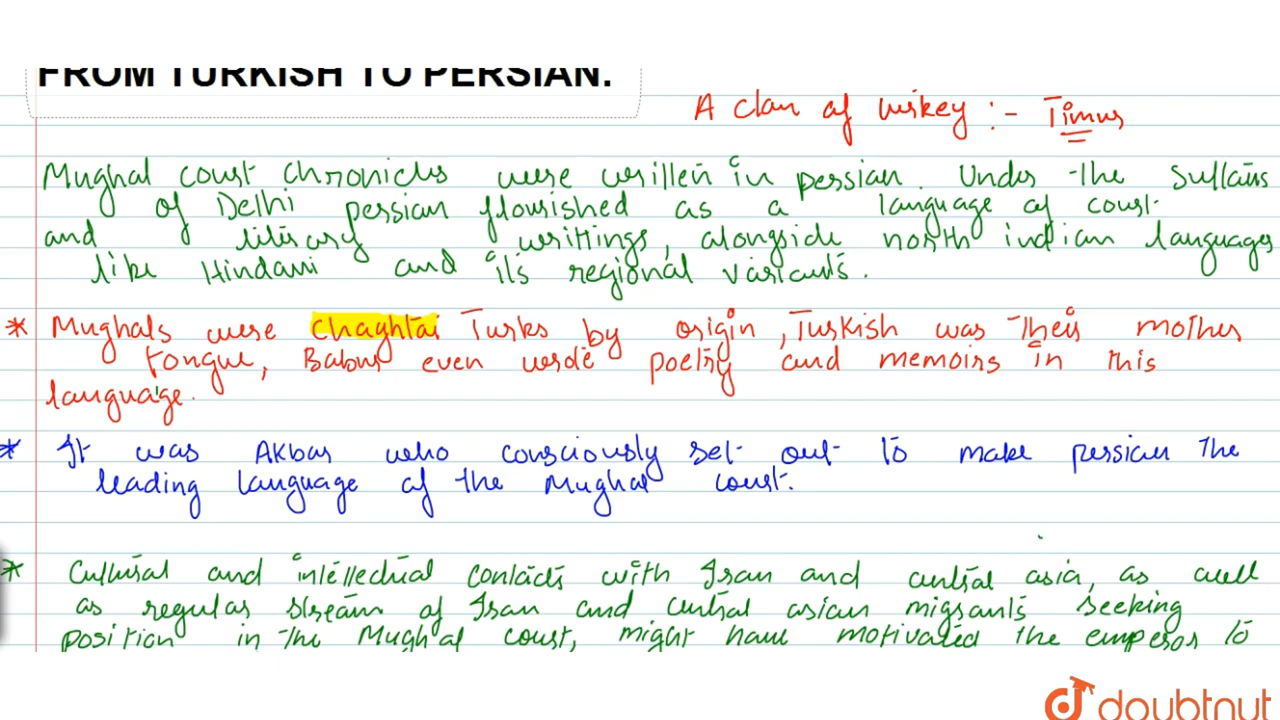 FROM TURKISH TO PERSIAN.
A clan of turkey :- Timur
Mughal court chronicles were written in persian. Under the Sultans
of Delhi persian flourished as a language of court
and literary writtings, alongside north indian languages
like Hindavi and its regional variants.
* Mughals were Chaghtai Turks by origin, Turkish was their mother
tongue, Babur even wrote poetry and memoirs in this
language.
* It was Akbar who consciously set out to make persian the
leading language of the Mughal court.
* Cultural and intellectual contacts with Iran and central asia, as well
as regular stream of Iran and central asian migrants seeking
position in the Mughal court, might have motivated the emperor to
doubtnut